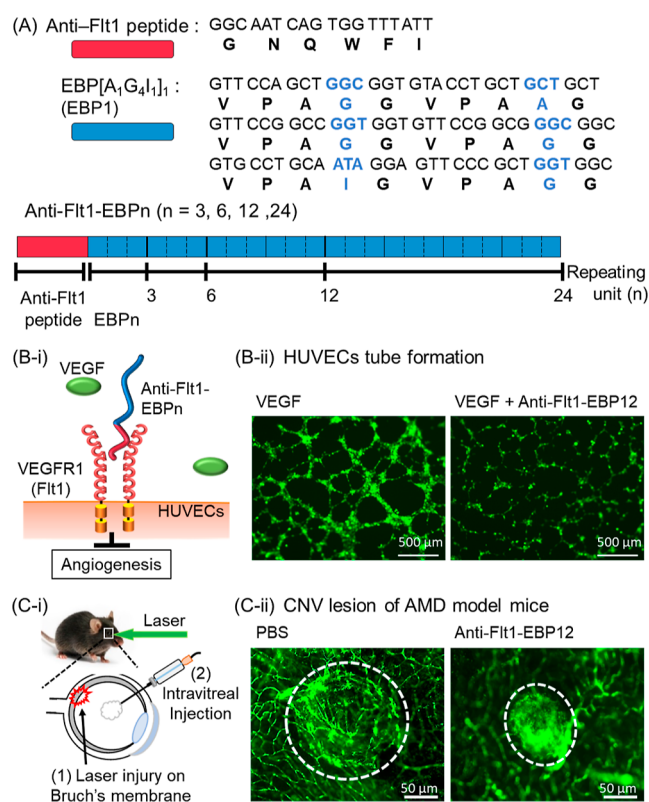 (A) Anti–Flt1 peptide : GGC AAT CAG TGG TTT ATT
G N Q W F I
EBP[A₁G₄I₁]₁ : GTT CCA GCT GGC GGT GTA CCT GCT GCT GCT
(EBP1) V P A G G V P A A G
GTT CCG GCC GGT GGT GTT CCG GCG GGC GGC
V P A G G V P A G G
GTG CCT GCA ATA GGA GTT CCC GCT GGT GGC
V P A I G V P A G G
Anti-Flt1-EBPn (n = 3, 6, 12 ,24)
Repeating
Anti-Flt1 3 6 12 24 unit (n)
peptide EBPn
(B-i)
VEGF
Anti-Flt1-
EBPn
VEGFR1
(Flt1)
HUVECs
Angiogenesis
(B-ii) HUVECs tube formation
VEGF VEGF + Anti-Flt1-EBP12
500 μm 500 μm
(C-i)
Laser
(2)
Intravitreal
Injection
(1) Laser injury on
Bruch's membrane
(C-ii) CNV lesion of AMD model mice
PBS Anti-Flt1-EBP12
50 μm 50 μm